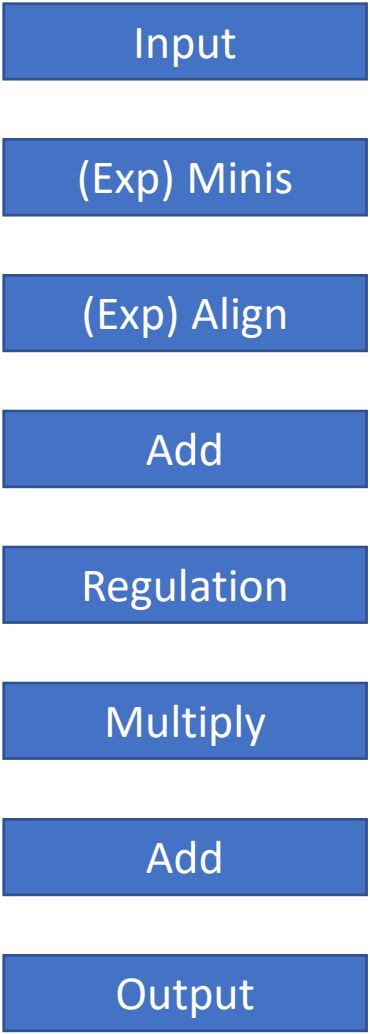 Input
(Exp) Minis
(Exp) Align
Add
Regulation
Multiply
Add
Output